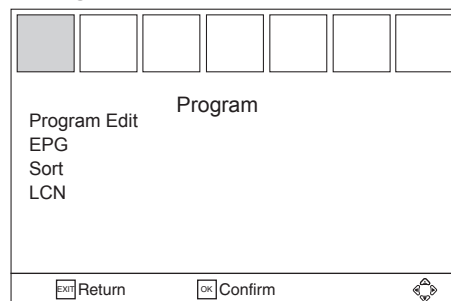 Program
Program Edit
EPG
Sort
LCN
EXIT Return OK Confirm